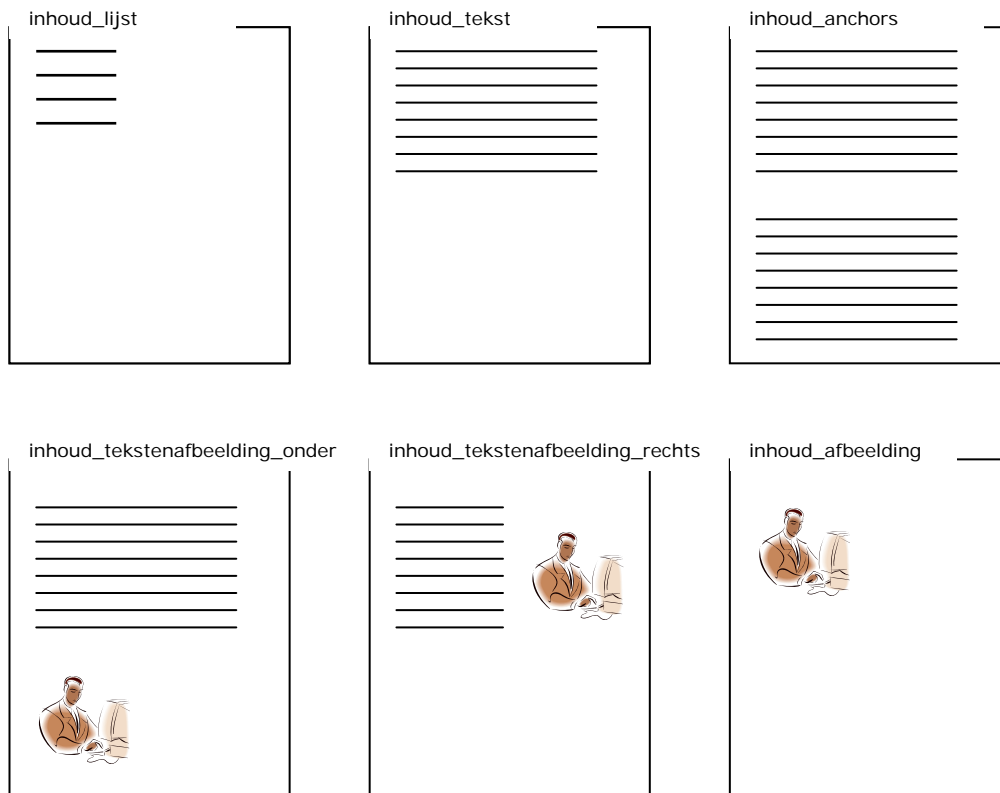 inhoud_lijst
inhoud_tekst
inhoud_anchors
inhoud_tekstenafbeelding_onder
inhoud_tekstenafbeelding_rechts
inhoud_afbeelding